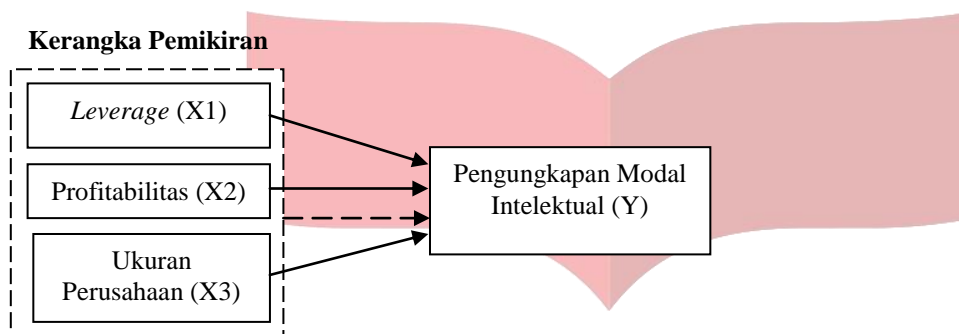 Kerangka Pemikiran
Leverage (X1)
Profitabilitas (X2)
Ukuran
Perusahaan (X3)
Pengungkapan Modal
Intelektual (Y)